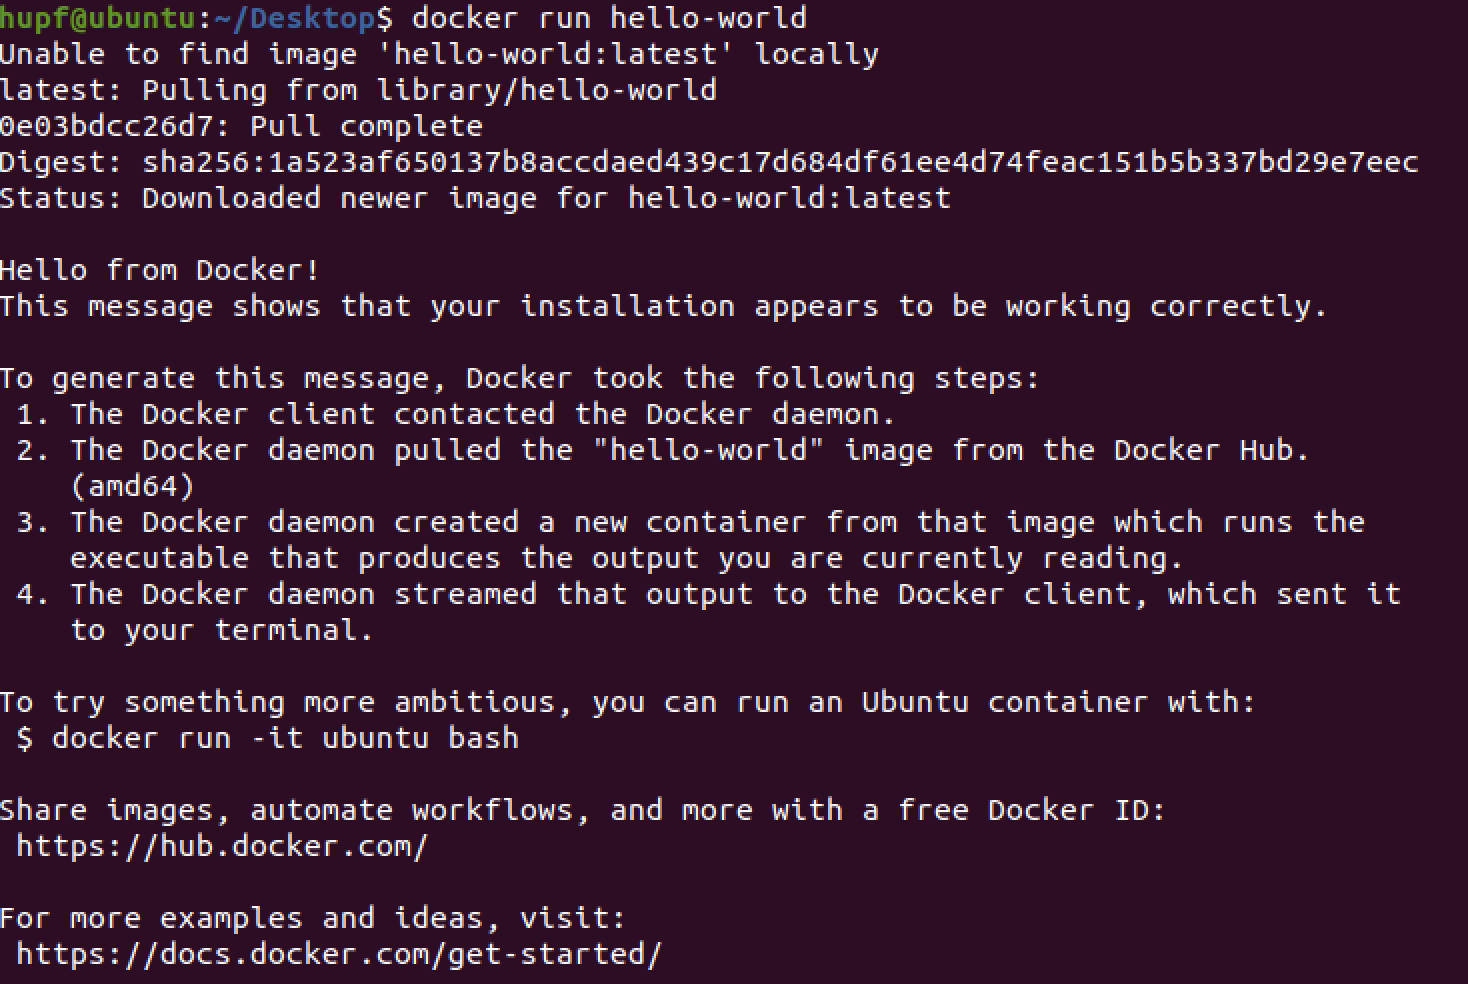 hupf@ubuntu:~/Desktop$ docker run hello-world
Unable to find image 'hello-world:latest' locally
latest: Pulling from library/hello-world
0e03bdcc26d7: Pull complete
Digest: sha256:1a523af650137b8accdaed439c17d684df61ee4d74feac151b5b337bd29e7eec
Status: Downloaded newer image for hello-world:latest

Hello from Docker!
This message shows that your installation appears to be working correctly.

To generate this message, Docker took the following steps:
 1. The Docker client contacted the Docker daemon.
 2. The Docker daemon pulled the "hello-world" image from the Docker Hub.
    (amd64)
 3. The Docker daemon created a new container from that image which runs the
    executable that produces the output you are currently reading.
 4. The Docker daemon streamed that output to the Docker client, which sent it
    to your terminal.

To try something more ambitious, you can run an Ubuntu container with:
 $ docker run -it ubuntu bash

Share images, automate workflows, and more with a free Docker ID:
 https://hub.docker.com/

For more examples and ideas, visit:
 https://docs.docker.com/get-started/